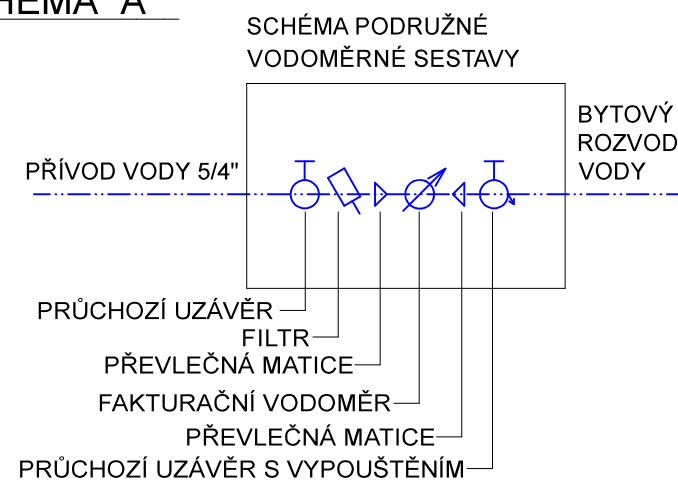 SCHÉMA PODRUŽNÉ
VODOMĚRNÉ SESTAVY
BYTOVÝ
ROZVOD
VODY
PŘÍVOD VODY 5/4"
PRŮCHOZÍ UZÁVĚR
FILTR
PŘEVLEČNÁ MATICE
FAKTURAČNÍ VODOMĚR
PŘEVLEČNÁ MATICE
PRŮCHOZÍ UZÁVĚR S VYPOUŠTĚNÍM